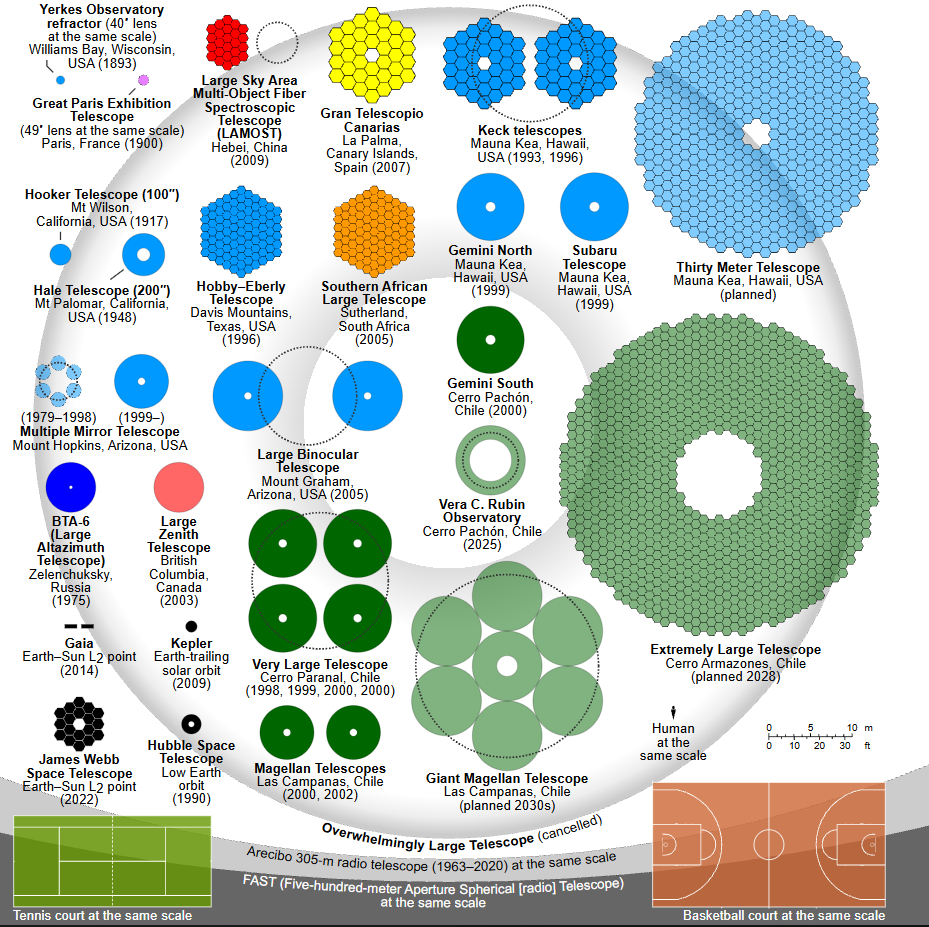 Yerkes Observatory
refractor (40″ lens
at the same scale)
Williams Bay, Wisconsin,
USA (1893)
Great Paris Exhibition
Telescope
(49″ lens at the same scale)
Paris, France (1900)
Large Sky Area
Multi-Object Fiber
Spectroscopic
Telescope
(LAMOST)
Hebei, China
(2009)
Gran Telescopio
Canarias
La Palma,
Canary Islands,
Spain (2007)
Keck telescopes
Mauna Kea, Hawaii,
USA (1993, 1996)
Thirty Meter Telescope
Mauna Kea, Hawaii, USA
(planned)
Hooker Telescope (100″)
Mt Wilson,
California, USA (1917)
Hale Telescope (200″)
Mt Palomar, California,
USA (1948)
Hobby–Eberly
Telescope
Davis Mountains,
Texas, USA
(1996)
Southern African
Large Telescope
Sutherland,
South Africa
(2005)
Gemini North
Mauna Kea,
Hawaii, USA
(1999)
Subaru
Telescope
Mauna Kea,
Hawaii, USA
(1999)
Gemini South
Cerro Pachón,
Chile (2000)
(1979–1998) (1999–)
Multiple Mirror Telescope
Mount Hopkins, Arizona, USA
Large Binocular
Telescope
Mount Graham,
Arizona, USA (2005)
Vera C. Rubin
Observatory
Cerro Pachón, Chile
(2025)
BTA-6
(Large
Altazimuth
Telescope)
Zelenchuksky,
Russia
(1975)
Large
Zenith
Telescope
British
Columbia,
Canada
(2003)
Gaia
Earth–Sun L2 point
(2014)
Kepler
Earth-trailing
solar orbit
(2009)
Very Large Telescope
Cerro Paranal, Chile
(1998, 1999, 2000, 2000)
Extremely Large Telescope
Cerro Armazones, Chile
(planned 2028)
James Webb
Space Telescope
Earth–Sun L2 point
(2022)
Hubble Space
Telescope
Low Earth
orbit
(1990)
Magellan Telescopes
Las Campanas, Chile
(2000, 2002)
Giant Magellan Telescope
Las Campanas, Chile
(planned 2030s)
Human
at the
same scale
0 5 10 m
0 10 20 30 ft
Overwhelmingly Large Telescope (cancelled)
Arecibo 305-m radio telescope (1963–2020) at the same scale
FAST (Five-hundred-meter Aperture Spherical [radio] Telescope)
at the same scale
Tennis court at the same scale
Basketball court at the same scale